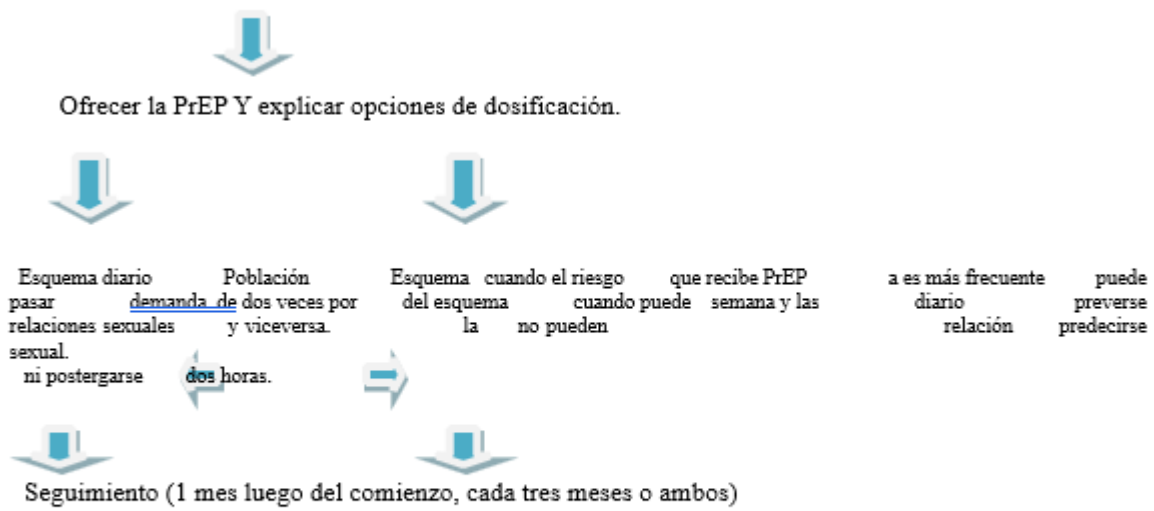 Ofrecer la PrEP Y explicar opciones de dosificación.
Esquema diario Población Esquema cuando el riesgo que recibe PrEP a es más frecuente puede
pasar demanda de dos veces por del esquema cuando puede semana y las diario preverse
relaciones sexuales y viceversa. la no pueden relación predecirse
sexual.
ni postergarse dos horas.
Seguimiento (1 mes luego del comienzo, cada tres meses o ambos)